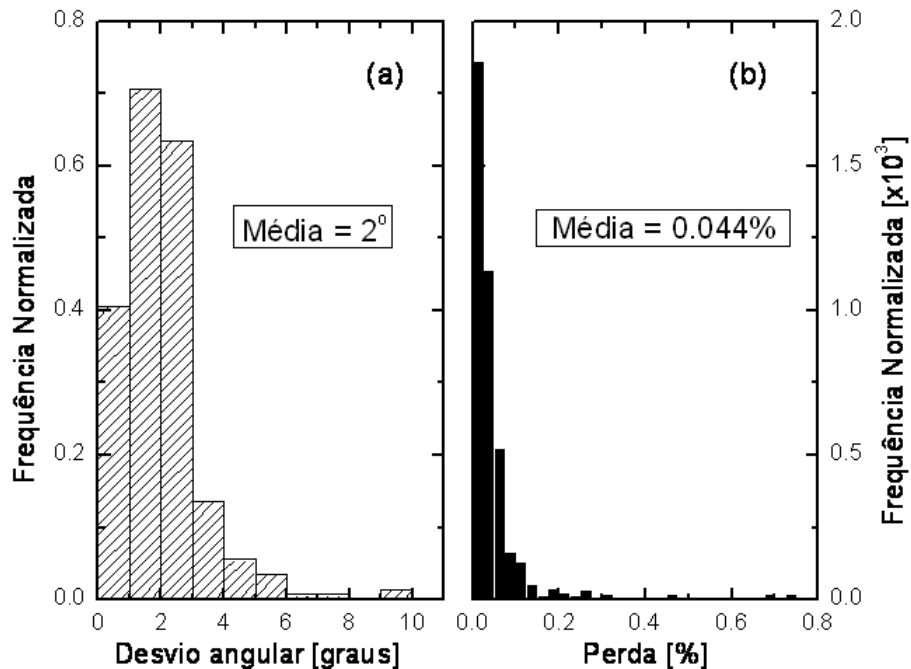 0.8
0.6
0.4
0.2
0.0
Frequência Normalizada
(a)
Média = 2°
0 2 4 6 8 10
Desvio angular [graus]
(b)
Média = 0.044%
0.0 0.2 0.4 0.6 0.8
Perda [%]
2.0
1.5
1.0
0.5
0.0
Frequência Normalizada [x10³]